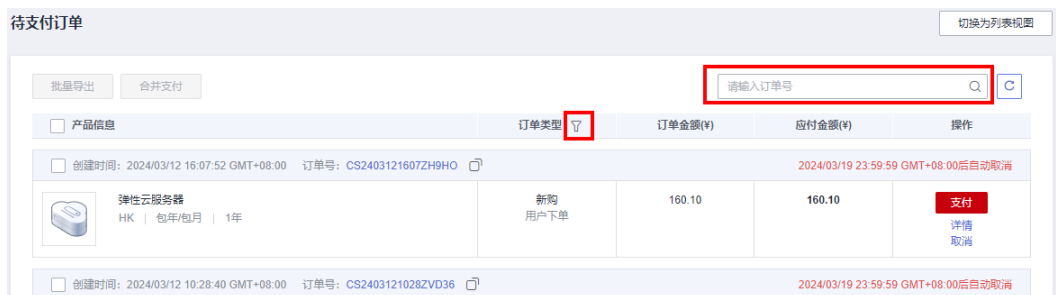 待支付订单
切换为列表视图
批量导出 合并支付 请输入订单号
产品信息 订单类型 订单金额(¥) 应付金额(¥) 操作
创建时间：2024/03/12 16:07:52 GMT+08:00 订单号：CS2403121607ZH9HO 2024/03/19 23:59:59 GMT+08:00后自动取消
弹性云服务器 新购 160.10 160.10 支付
HK | 包年/包月 | 1年 用户下单 详情
取消
创建时间：2024/03/12 10:28:40 GMT+08:00 订单号：CS2403121028ZVD36 2024/03/19 23:59:59 GMT+08:00后自动取消